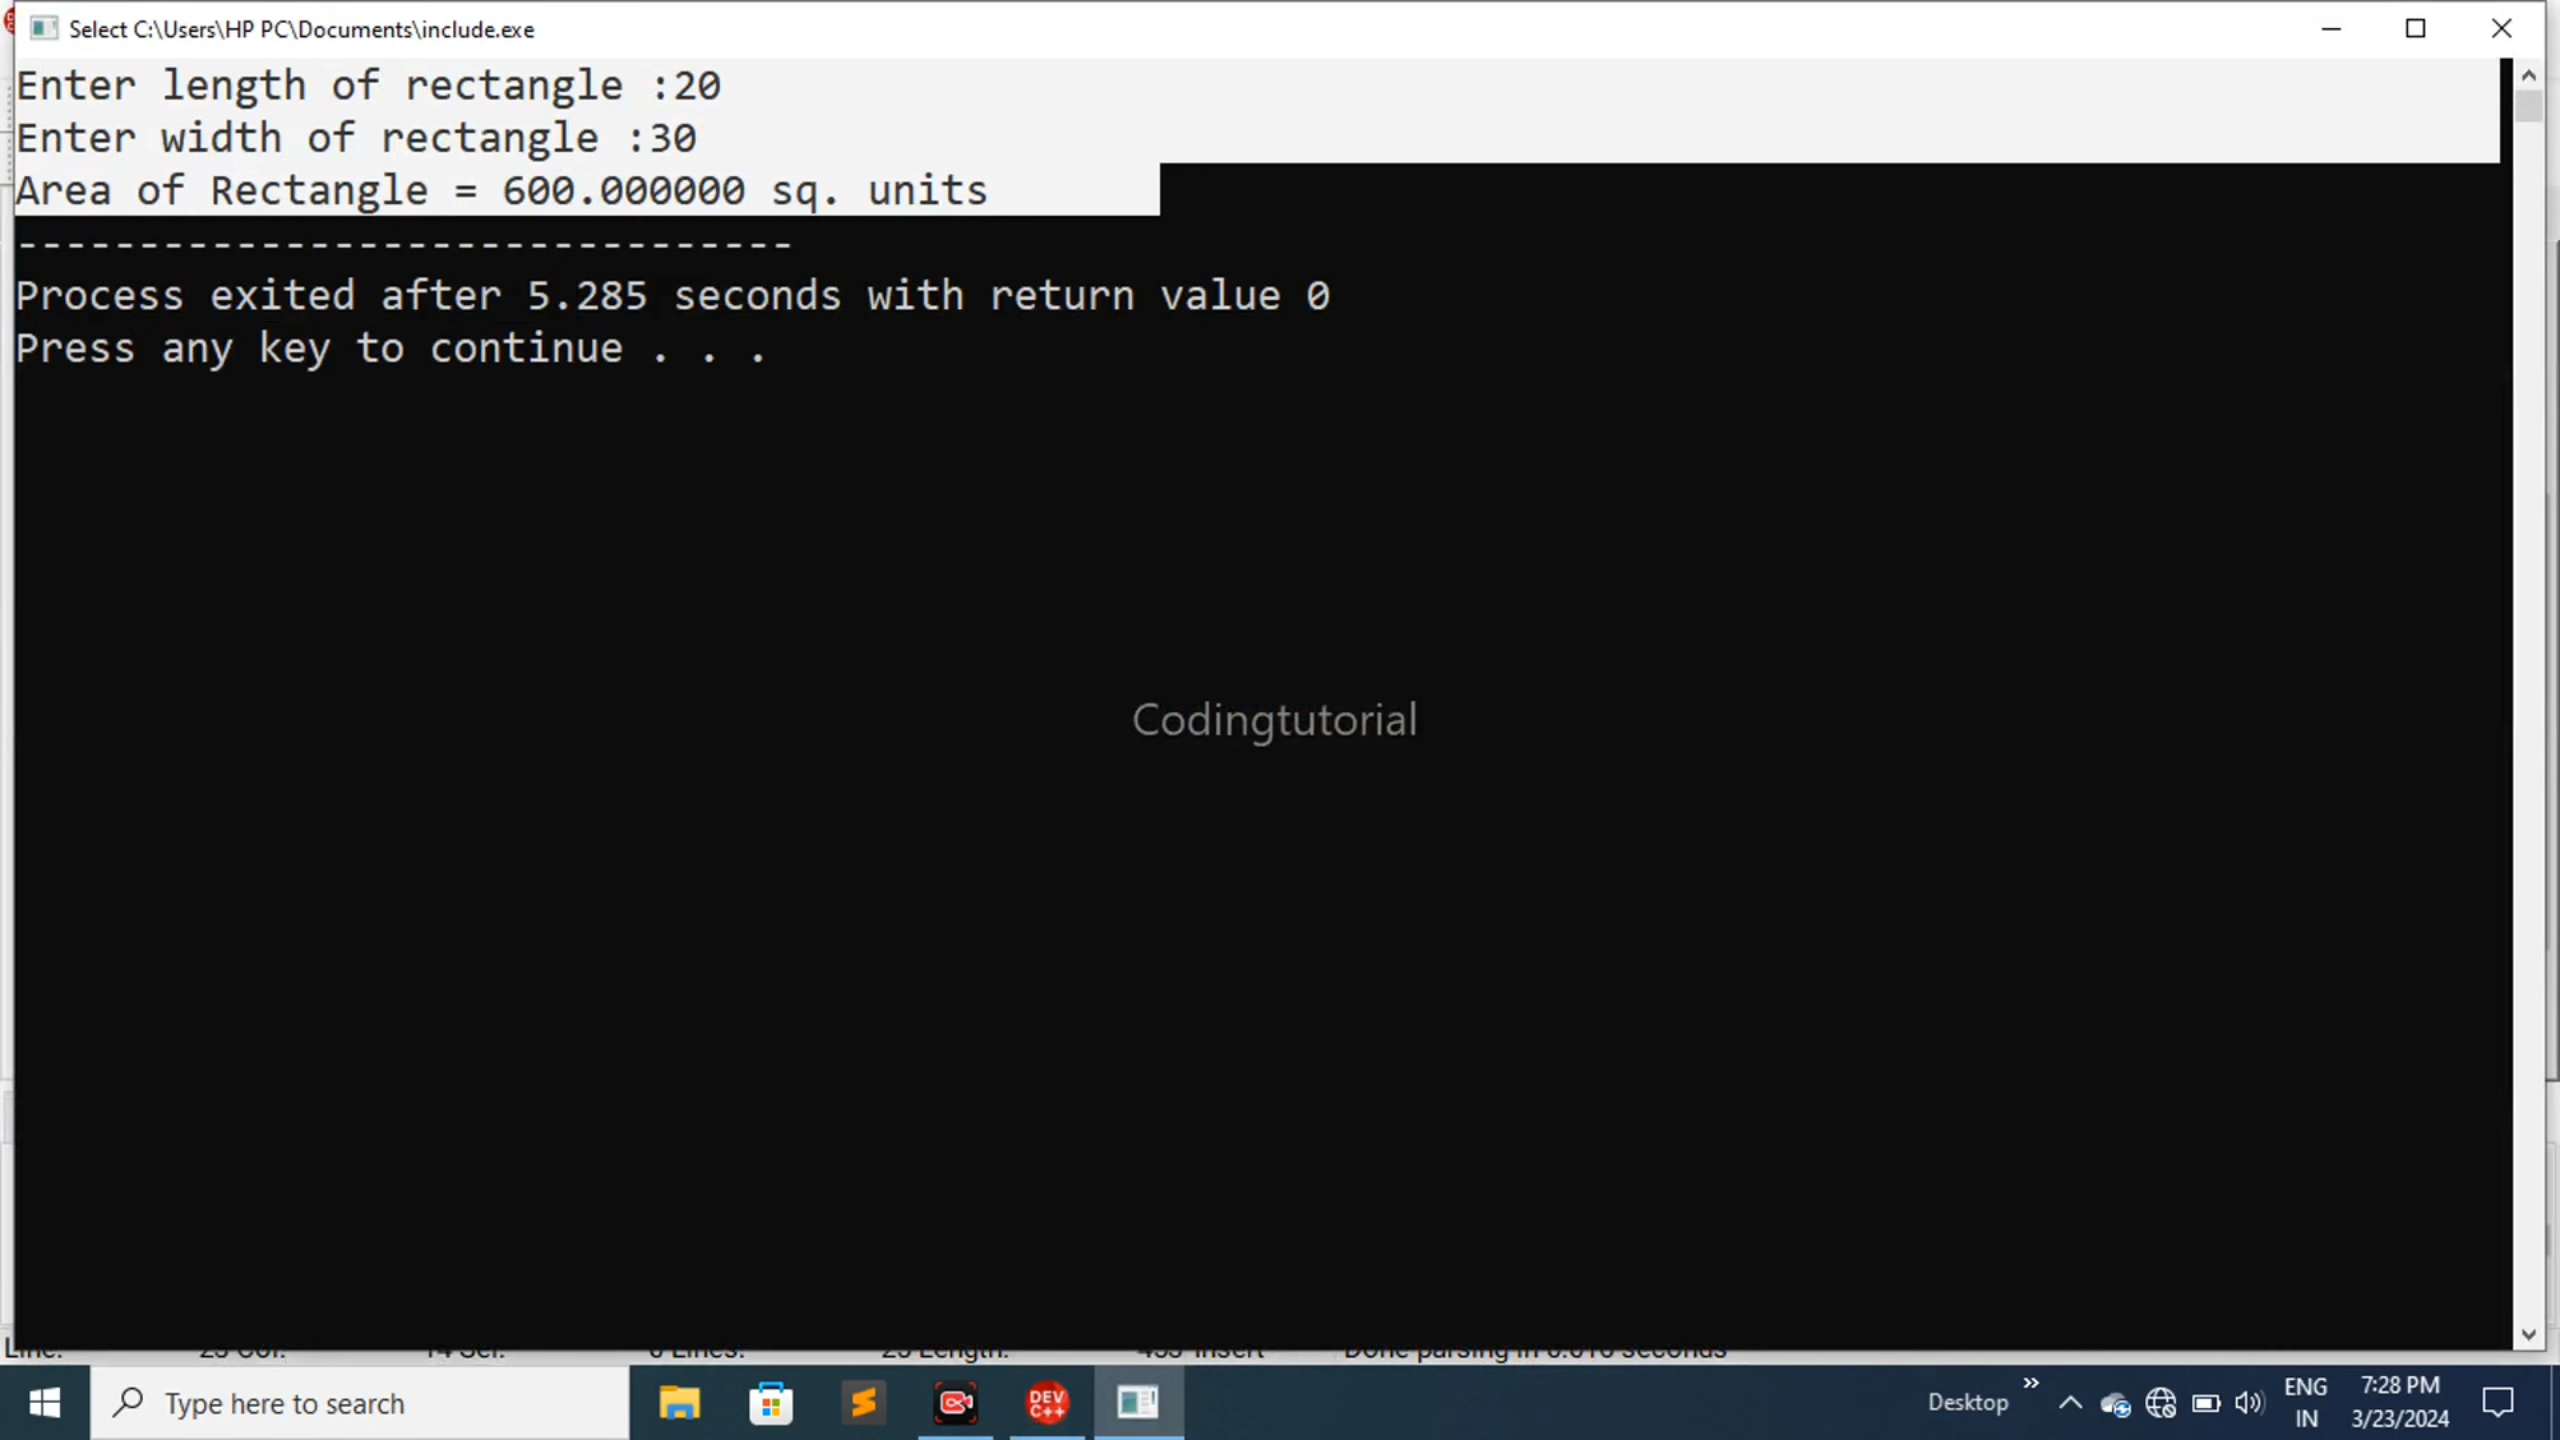 Select C:\Users\HP PC\Documents\include.exe
Enter length of rectangle :20
Enter width of rectangle :30
Area of Rectangle = 600.000000 sq. units
--------------------------------
Process exited after 5.285 seconds with return value 0
Press any key to continue . . .
Codingtutorial
Type here to search
DEV
C++
Desktop
ENG
IN
7:28 PM
3/23/2024